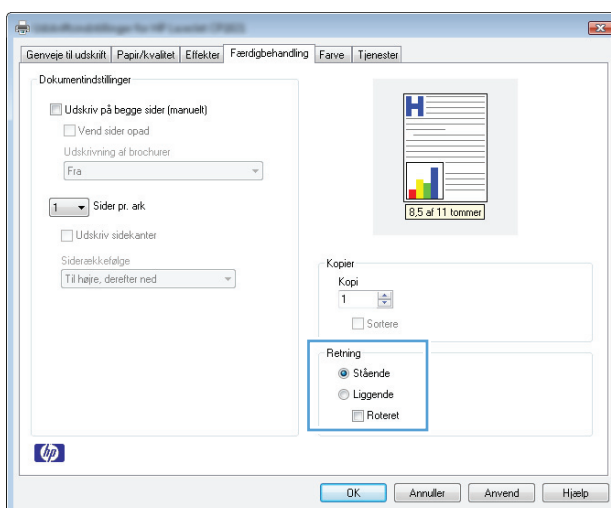 Genveje til udskrift Papir/kvalitet Effekter Færdigbehandling Farve Tjenester
Dokumentindstillinger
Udskriv på begge sider (manuelt)
Vend sider opad
Udskrivning af brochurer
Fra
1 Sider pr. ark
Udskriv sidekanter
Siderækkefølge
Til højre, derefter ned
H
8,5 af 11 tommer
Kopier
Kopi
1
Sortere
Retning
Stående
Liggende
Roteret
hp
OK Annuller Anvend Hjælp